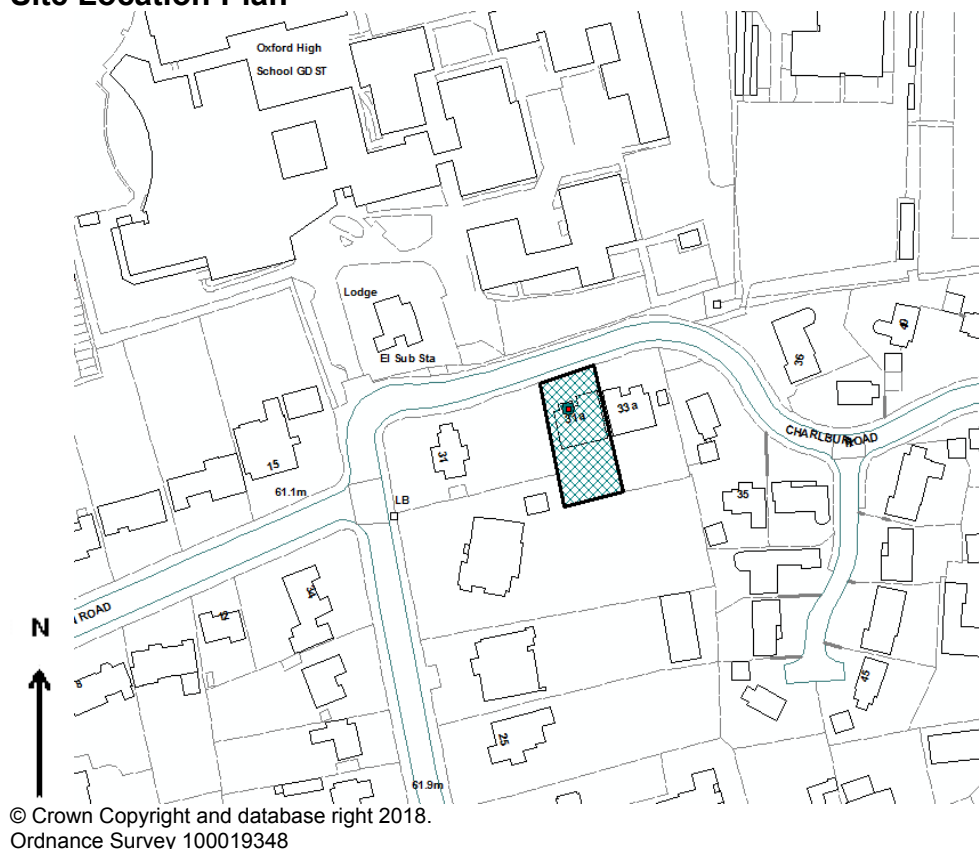 Site Location Plan
Oxford High
School GDST
Lodge
El Sub Sta
40
36
31a
33a
CHARLBURY ROAD
31
15
61.1m
LB
35
34
12
ROAD
8
N
45
25
61.9m
© Crown Copyright and database right 2018.
Ordnance Survey 100019348